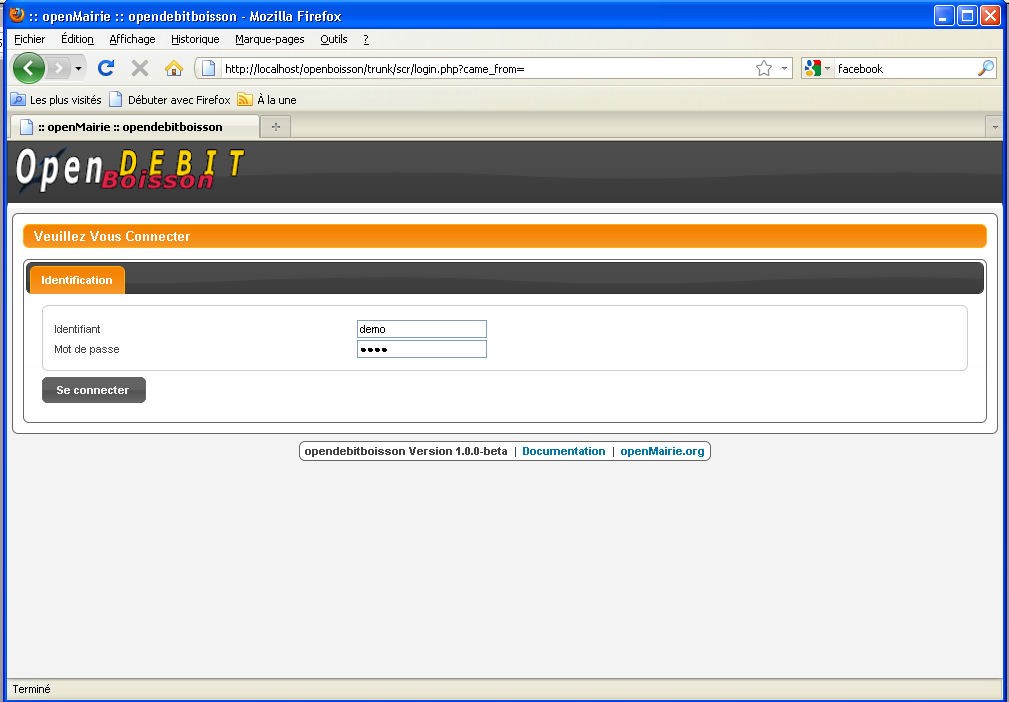 :: openMairie :: opendebitboisson - Mozilla Firefox
Fichier Édition Affichage Historique Marque-pages Outils ?
http://localhost/openboisson/trunk/scr/login.php?came_from= facebook
Les plus visités Débuter avec Firefox À la une
:: openMairie :: opendebitboisson
Open DEBIT
Boisson
Veuillez Vous Connecter
Identification
Identifiant demo
Mot de passe ••••
Se connecter
opendebitboisson Version 1.0.0-beta | Documentation | openMairie.org
Terminé